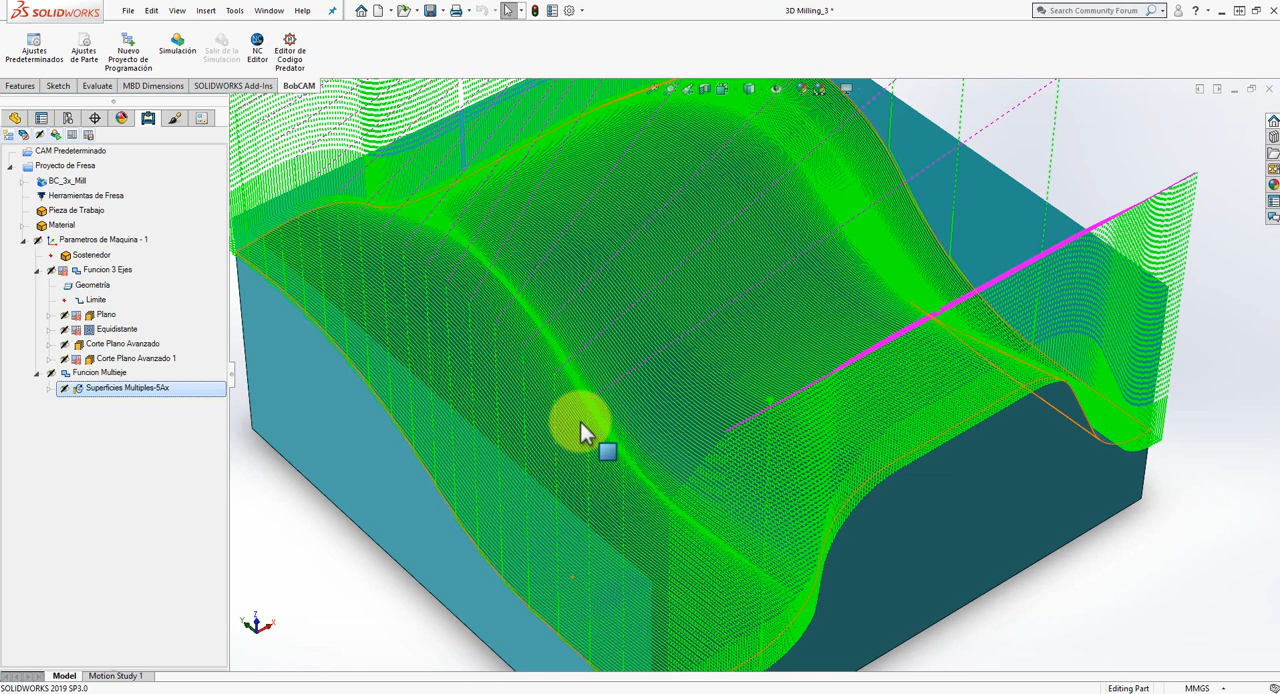 SOLIDWORKS
File
Edit
View
Insert
Tools
Window
Help
3D Milling_3 *
Search Community Forum
Ajustes
Predeterminados
Ajustes
de Parte
Nuevo
Proyecto de
Programación
Simulación
Salir de la
Simulacion
NC
Editor
Editor de
Codigo
Predator
Features
Sketch
Evaluate
MBD Dimensions
SOLIDWORKS Add-Ins
BobCAM
CAM Predeterminado
Proyecto de Fresa
BC_3x_Mill
Herramientas de Fresa
Pieza de Trabajo
Material
Parametros de Maquina - 1
Sostenedor
Funcion 3 Ejes
Geometría
Limite
Plano
Equidistante
Corte Plano Avanzado
Corte Plano Avanzado 1
Funcion Multieje
Superficies Multiples-5Ax
Z
Y
X
Model
Motion Study 1
SOLIDWORKS 2019 SP3.0
Editing Part
MMGS